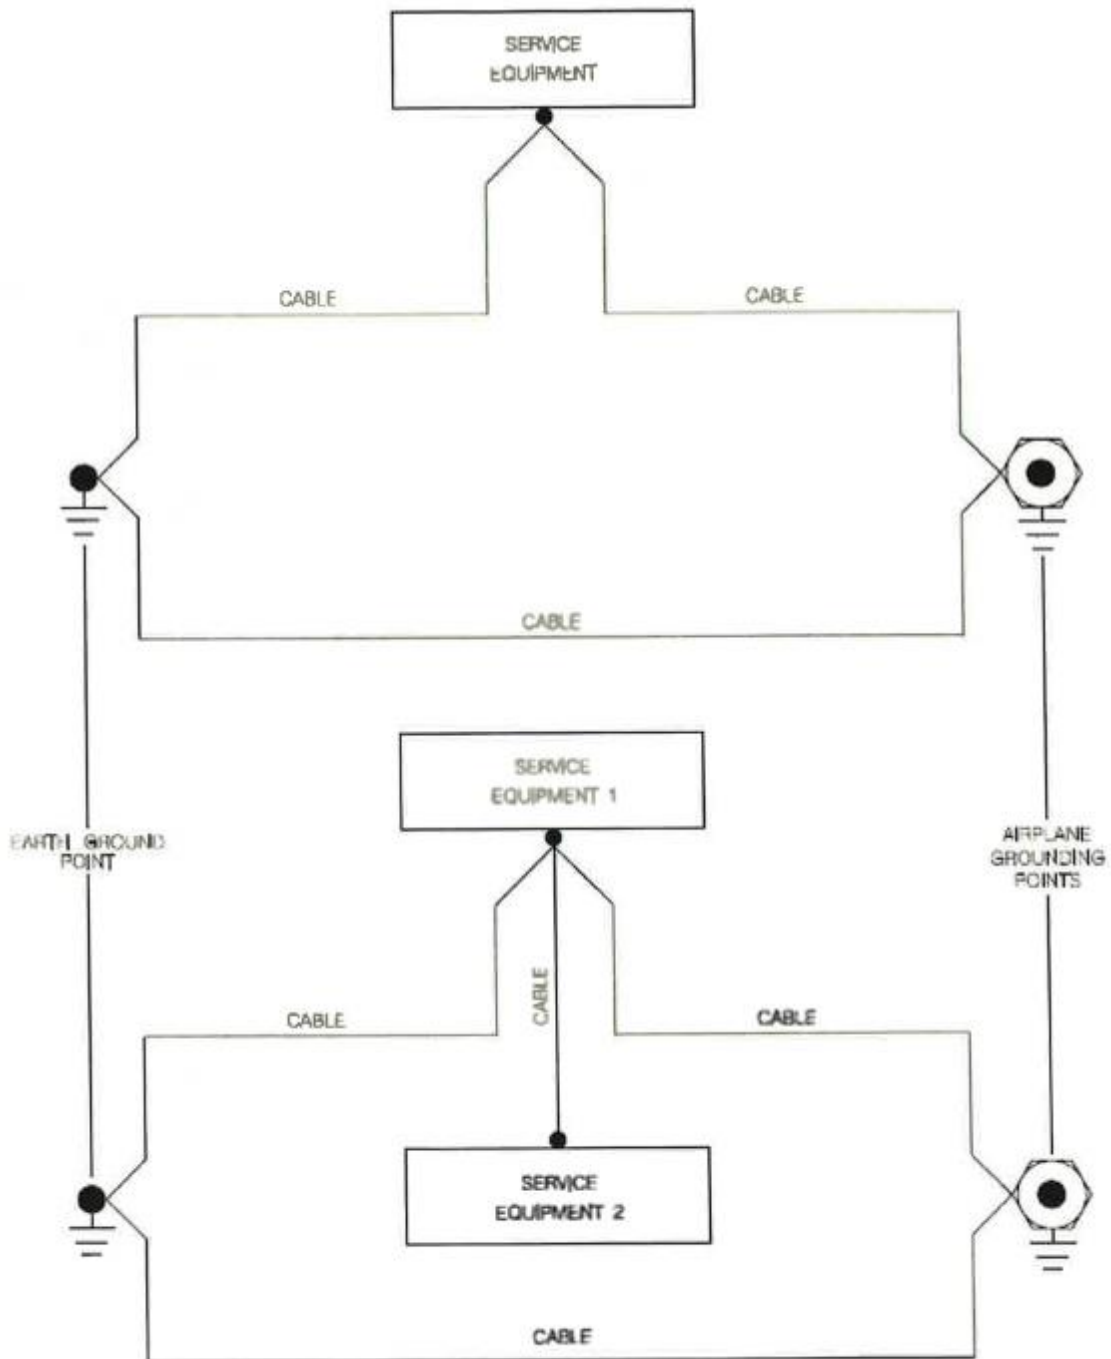 SERVICE
EQUIPMENT
CABLE
CABLE
CABLE
SERVICE
EQUIPMENT 1
EARTH GROUND
POINT
AIRPLANE
GROUNDING
POINTS
CABLE
CABLE
CABLE
SERVICE
EQUIPMENT 2
CABLE